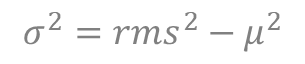 σ² = rms² − μ²